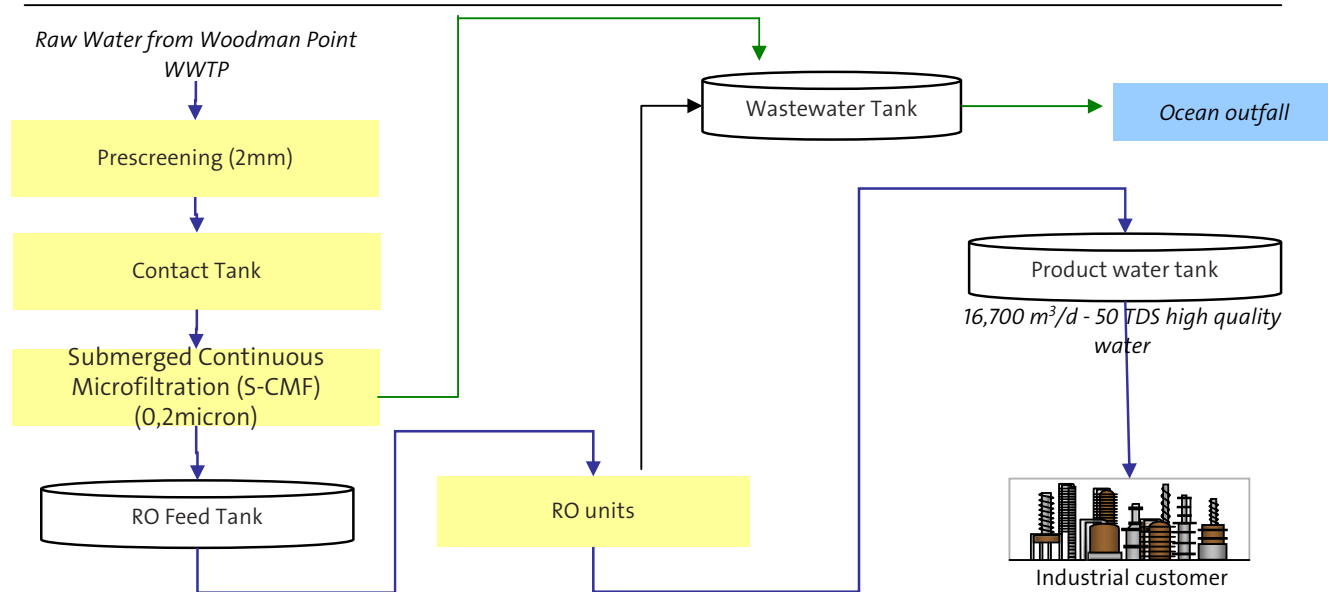 Raw Water from Woodman Point
WWTP
Prescreening (2mm)
Contact Tank
Submerged Continuous
Microfiltration (S-CMF)
(0,2micron)
RO Feed Tank
RO units
Wastewater Tank
Ocean outfall
Product water tank
16,700 m³/d - 50 TDS high quality
water
Industrial customer